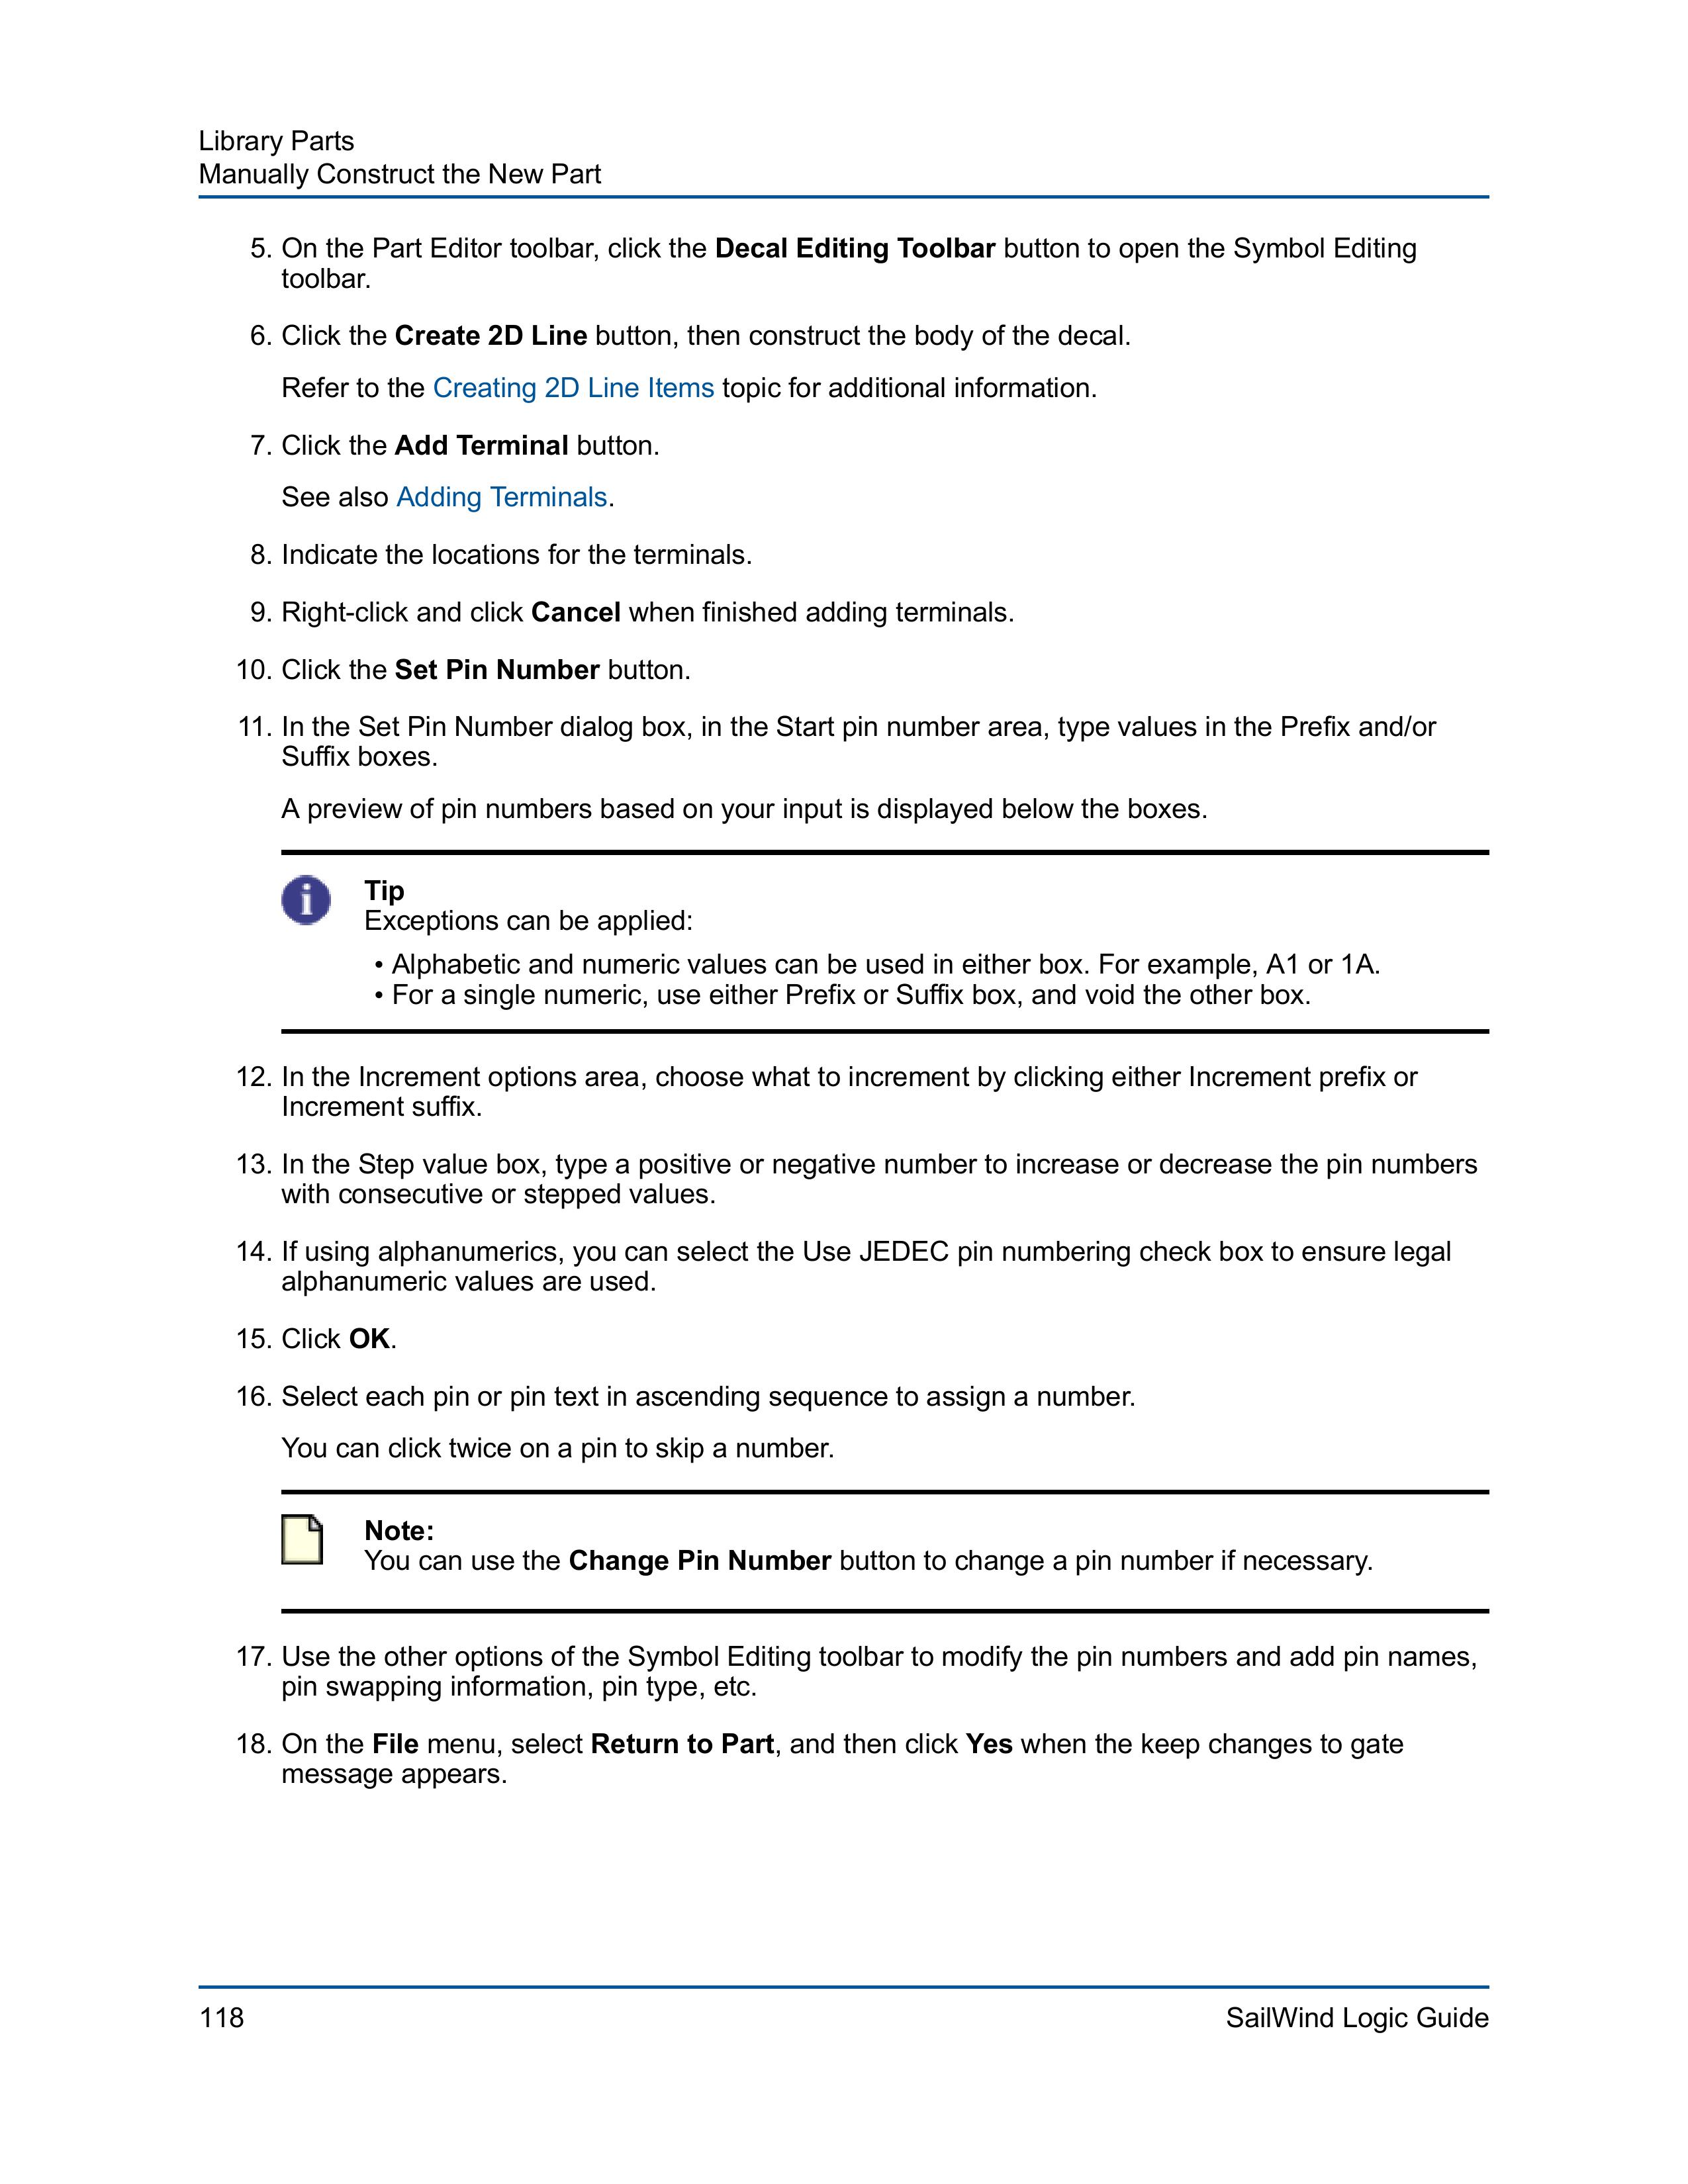 Library Parts
Manually Construct the New Part
5. On the Part Editor toolbar, click the Decal Editing Toolbar button to open the Symbol Editing
toolbar.
6. Click the Create 2D Line button, then construct the body of the decal.
Refer to the Creating 2D Line Items topic for additional information.
7. Click the Add Terminal button.
See also Adding Terminals.
8. Indicate the locations for the terminals.
9. Right-click and click Cancel when finished adding terminals.
10. Click the Set Pin Number button.
11. In the Set Pin Number dialog box, in the Start pin number area, type values in the Prefix and/or
Suffix boxes.
A preview of pin numbers based on your input is displayed below the boxes.
Tip
Exceptions can be applied:
• Alphabetic and numeric values can be used in either box. For example, A1 or 1A.
• For a single numeric, use either Prefix or Suffix box, and void the other box.
12. In the Increment options area, choose what to increment by clicking either Increment prefix or
Increment suffix.
13. In the Step value box, type a positive or negative number to increase or decrease the pin numbers
with consecutive or stepped values.
14. If using alphanumerics, you can select the Use JEDEC pin numbering check box to ensure legal
alphanumeric values are used.
15. Click OK.
16. Select each pin or pin text in ascending sequence to assign a number.
You can click twice on a pin to skip a number.
Note:
You can use the Change Pin Number button to change a pin number if necessary.
17. Use the other options of the Symbol Editing toolbar to modify the pin numbers and add pin names,
pin swapping information, pin type, etc.
18. On the File menu, select Return to Part, and then click Yes when the keep changes to gate
message appears.
118
SailWind Logic Guide